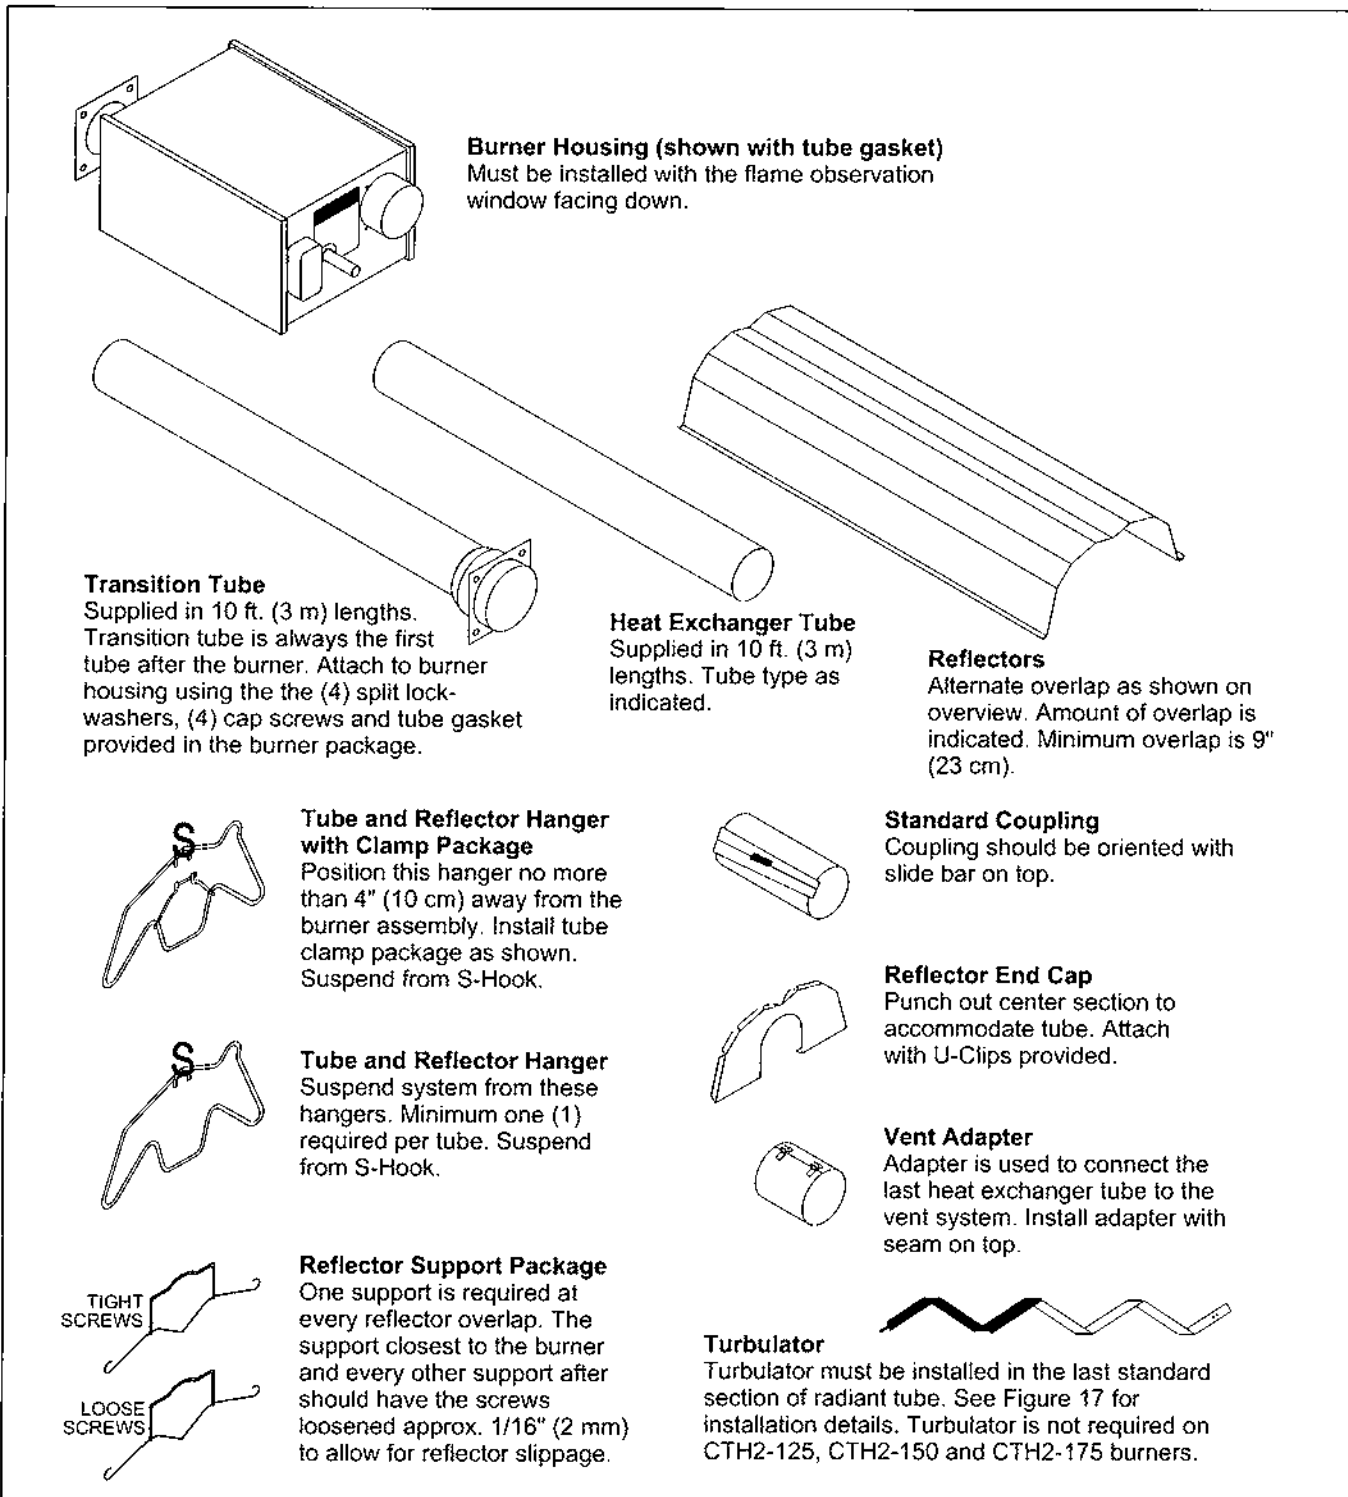 Burner Housing (shown with tube gasket)
Must be installed with the flame observation
window facing down.
Transition Tube
Supplied in 10 ft. (3 m) lengths.
Transition tube is always the first
tube after the burner. Attach to burner
housing using the the (4) split lock-
washers, (4) cap screws and tube gasket
provided in the burner package.
Heat Exchanger Tube
Supplied in 10 ft. (3 m)
lengths. Tube type as
indicated.
Reflectors
Alternate overlap as shown on
overview. Amount of overlap is
indicated. Minimum overlap is 9"
(23 cm).
Tube and Reflector Hanger
with Clamp Package
Position this hanger no more
than 4" (10 cm) away from the
burner assembly. Install tube
clamp package as shown.
Suspend from S-Hook.
Standard Coupling
Coupling should be oriented with
slide bar on top.
Reflector End Cap
Punch out center section to
accommodate tube. Attach
with U-Clips provided.
Tube and Reflector Hanger
Suspend system from these
hangers. Minimum one (1)
required per tube. Suspend
from S-Hook.
Vent Adapter
Adapter is used to connect the
last heat exchanger tube to the
vent system. Install adapter with
seam on top.
TIGHT
SCREWS
LOOSE
SCREWS
Reflector Support Package
One support is required at
every reflector overlap. The
support closest to the burner
and every other support after
should have the screws
loosened approx. 1/16" (2 mm)
to allow for reflector slippage.
Turbulator
Turbulator must be installed in the last standard
section of radiant tube. See Figure 17 for
installation details. Turbulator is not required on
CTH2-125, CTH2-150 and CTH2-175 burners.